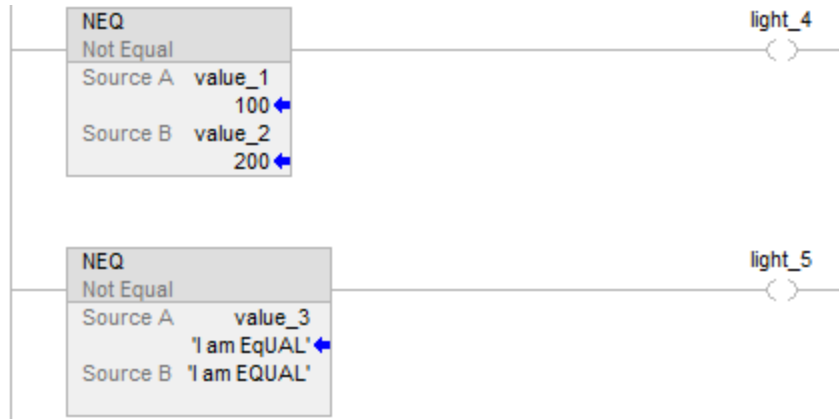 NEQ
light_4
Not Equal
Source A value_1
100
Source B value_2
200
NEQ
light_5
Not Equal
Source A value_3
'I am EqUAL'
Source B 'I am EQUAL'